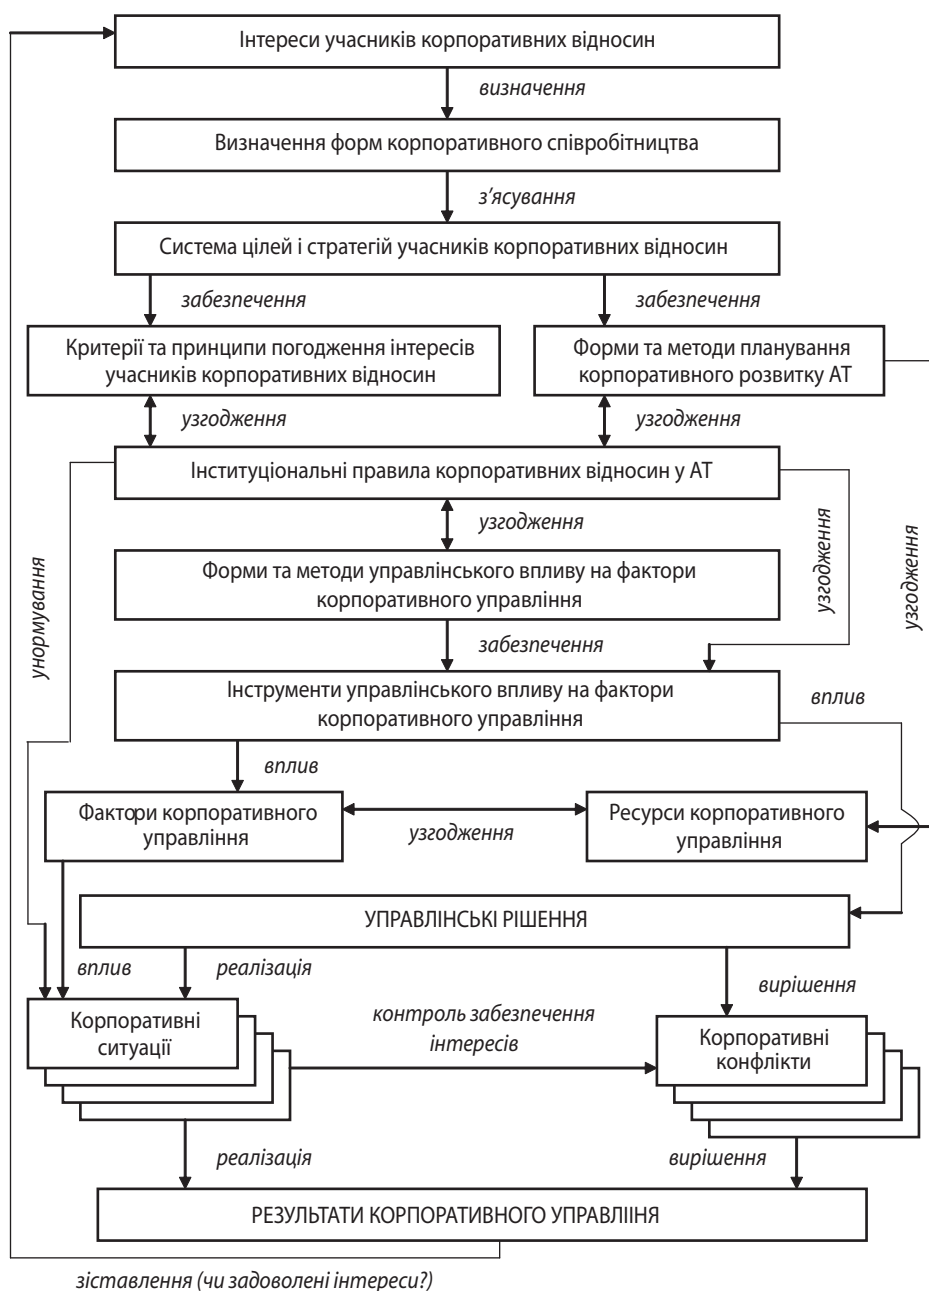 Інтереси учасників корпоративних відносин
визначення
Визначення форм корпоративного співробітництва
з'ясування
Система цілей і стратегій учасників корпоративних відносин
забезпечення
забезпечення
Критерії та принципи погодження інтересів
учасників корпоративних відносин
Форми та методи планування
корпоративного розвитку АТ
узгодження
узгодження
Інституціональні правила корпоративних відносин у АТ
узгодження
узгодження
узгодження
унормування
Форми та методи управлінського впливу на фактори
корпоративного управління
забезпечення
Інструменти управлінського впливу на фактори
корпоративного управління
вплив
вплив
Фактори корпоративного
управління
узгодження
Ресурси корпоративного
управління
УПРАВЛІНСЬКІ РІШЕННЯ
вплив
реалізація
вирішення
Корпоративні
ситуації
контроль забезпечення
інтересів
Корпоративні
конфлікти
реалізація
вирішення
РЕЗУЛЬТАТИ КОРПОРАТИВНОГО УПРАВЛІІНЯ
зіставлення (чи задоволені інтереси?)